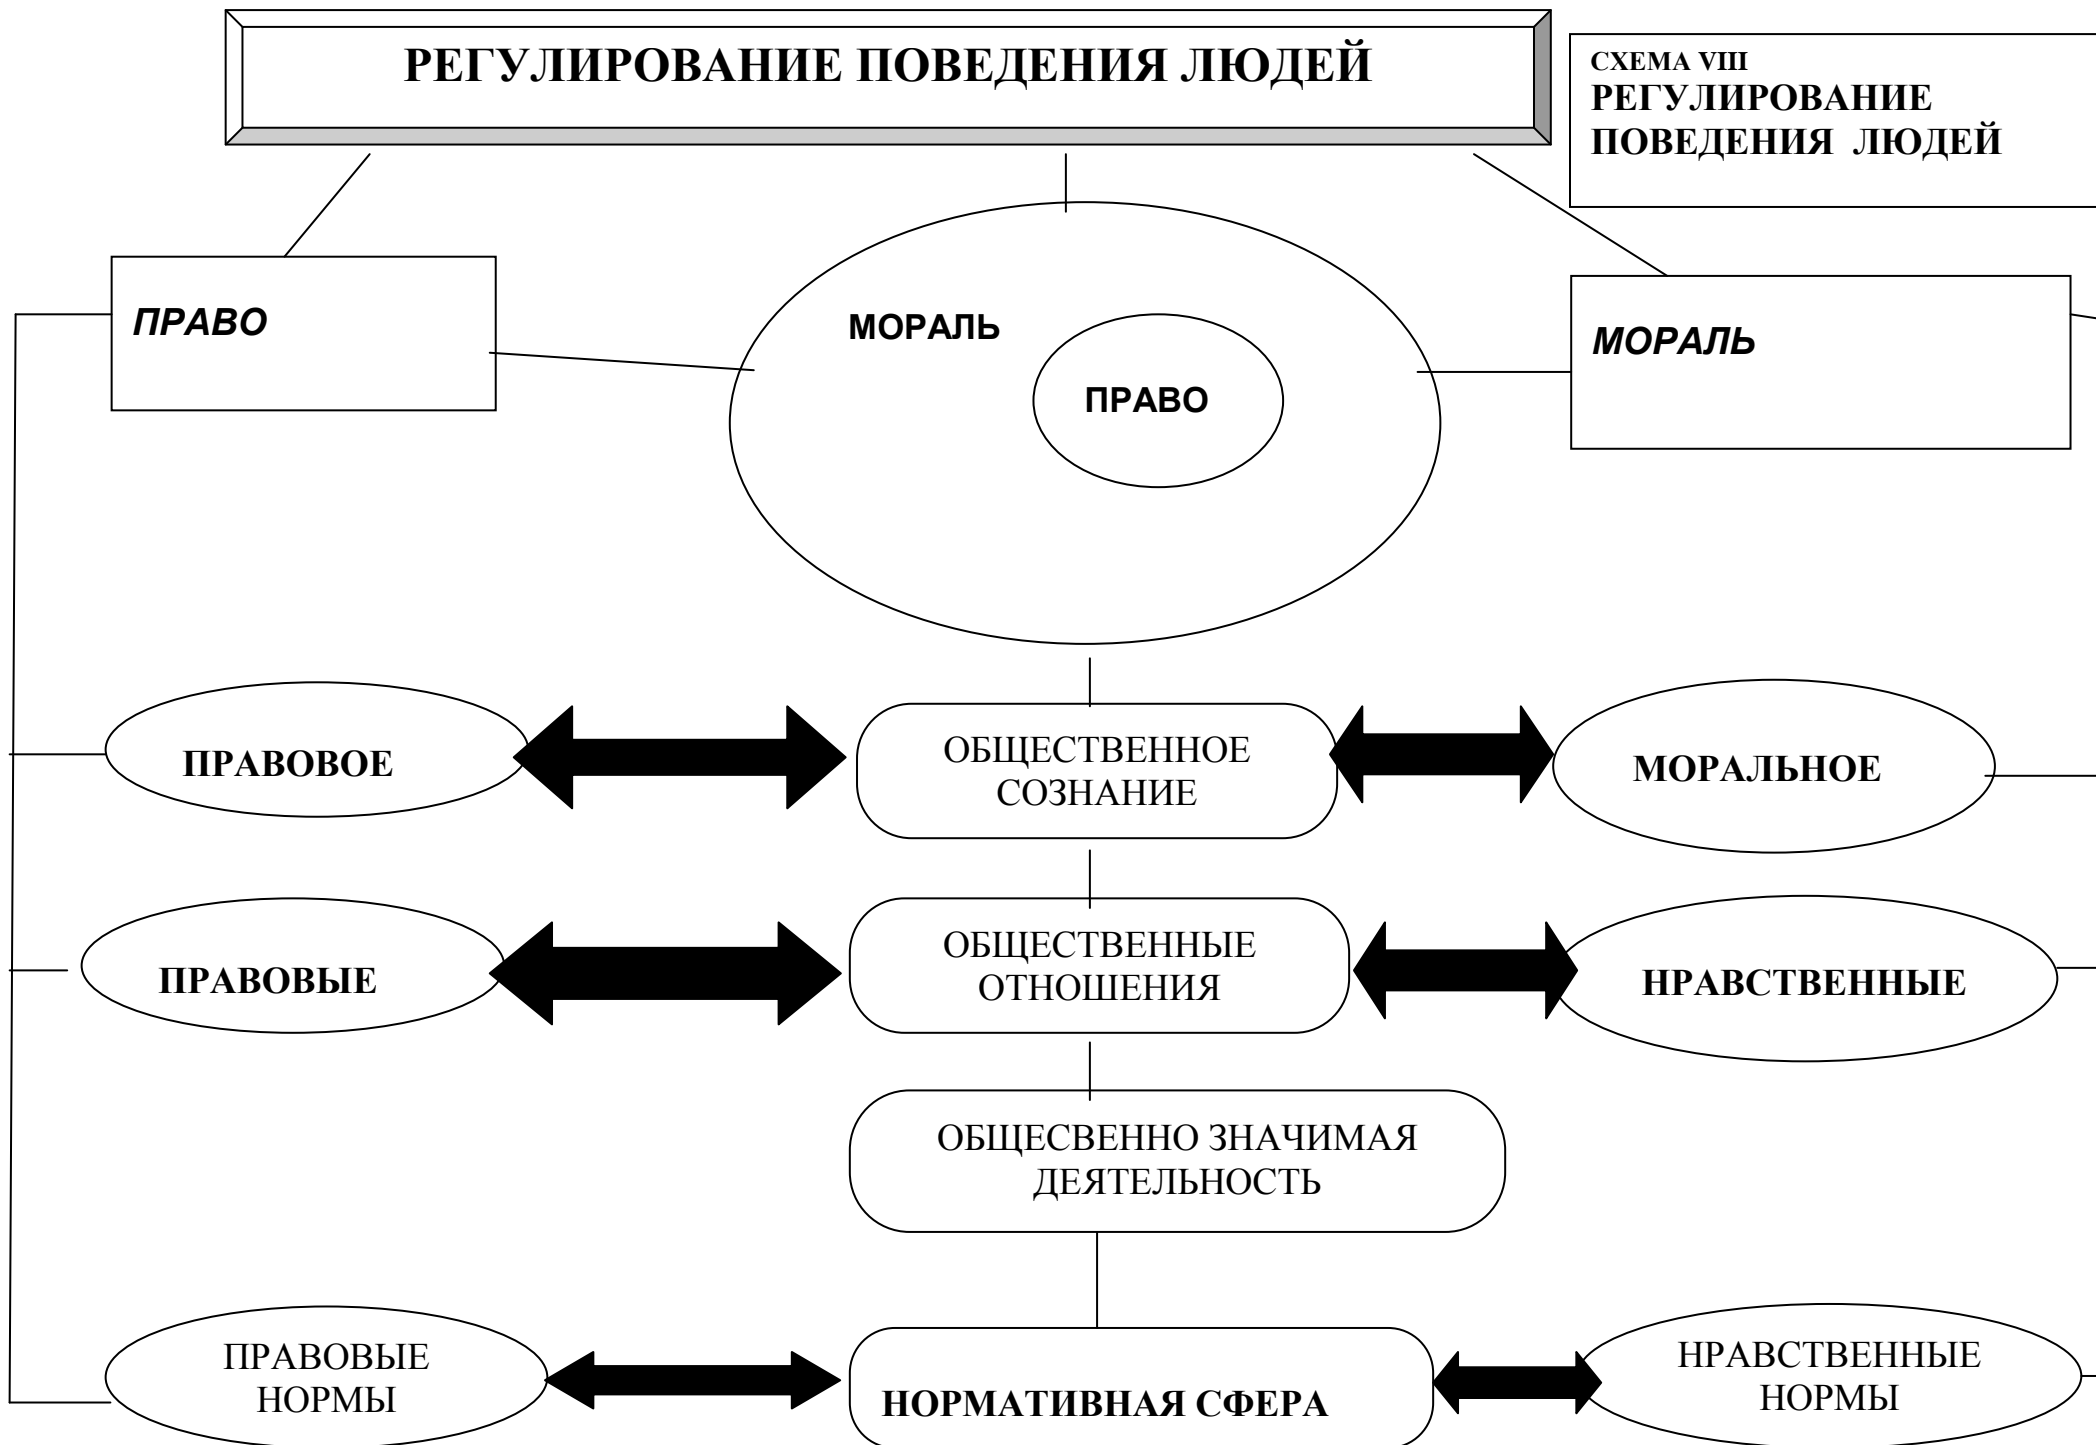 РЕГУЛИРОВАНИЕ ПОВЕДЕНИЯ ЛЮДЕЙ
СХЕМА VIII
РЕГУЛИРОВАНИЕ
ПОВЕДЕНИЯ ЛЮДЕЙ
ПРАВО
МОРАЛЬ
ПРАВО
МОРАЛЬ
ПРАВОВОЕ
ОБЩЕСТВЕННОЕ
СОЗНАНИЕ
МОРАЛЬНОЕ
ПРАВОВЫЕ
ОБЩЕСТВЕННЫЕ
ОТНОШЕНИЯ
НРАВСТВЕННЫЕ
ОБЩЕСВЕННО ЗНАЧИМАЯ
ДЕЯТЕЛЬНОСТЬ
ПРАВОВЫЕ
НОРМЫ
НОРМАТИВНАЯ СФЕРА
НРАВСТВЕННЫЕ
НОРМЫ